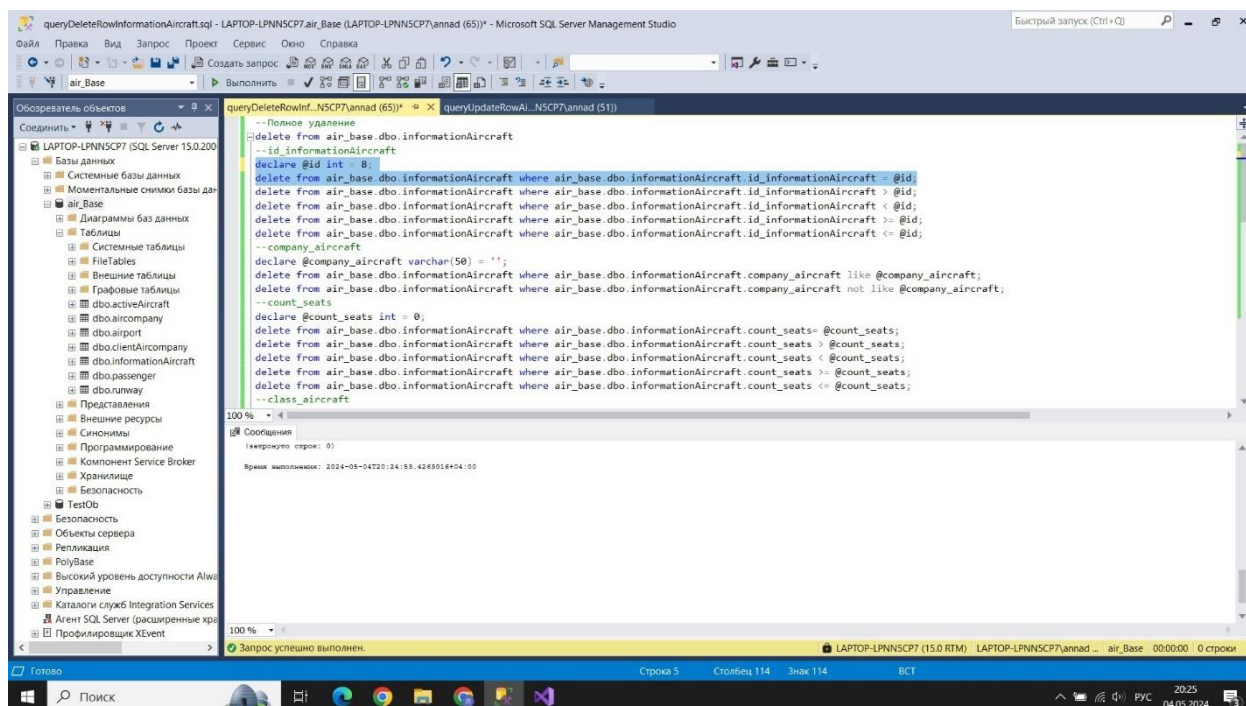 queryDeleteRowInformationAircraft.sql - LAPTOP-LPNN5CP7.air_Base (LAPTOP-LPNN5CP7\annad (65))* - Microsoft SQL Server Management Studio
Быстрый запуск (Ctrl+Q)
Файл Правка Вид Запрос Проект Сервис Окно Справка
Создать запрос
air_Base Выполнить
Обозреватель объектов
queryDeleteRowInf...N5CP7\annad (65))* queryUpdateRowAi...N5CP7\annad (51))
Соединить
LAPTOP-LPNN5CP7 (SQL Server 15.0.200
Базы данных
Системные базы данных
Моментальные снимки базы дан
air_Base
Диаграммы баз данных
Таблицы
Системные таблицы
FileTables
Внешние таблицы
Графовые таблицы
dbo.activeAircraft
dbo.aircompany
dbo.airport
dbo.clientAircompany
dbo.informationAircraft
dbo.passenger
dbo.runway
Представления
Внешние ресурсы
Синонимы
Программирование
Компонент Service Broker
Хранилище
Безопасность
TestOb
Безопасность
Объекты сервера
Репликация
PolyBase
Высокий уровень доступности Alwa
Управление
Каталоги служб Integration Services
Агент SQL Server (расширенные хра
Профилировщик XEvent
--Полное удаление
delete from air_base.dbo.informationAircraft
--id_informationAircraft
declare @id int = 8;
delete from air_base.dbo.informationAircraft where air_base.dbo.informationAircraft.id_informationAircraft = @id;
delete from air_base.dbo.informationAircraft where air_base.dbo.informationAircraft.id_informationAircraft > @id;
delete from air_base.dbo.informationAircraft where air_base.dbo.informationAircraft.id_informationAircraft < @id;
delete from air_base.dbo.informationAircraft where air_base.dbo.informationAircraft.id_informationAircraft >= @id;
delete from air_base.dbo.informationAircraft where air_base.dbo.informationAircraft.id_informationAircraft <= @id;
--company_aircraft
declare @company_aircraft varchar(50) = '';
delete from air_base.dbo.informationAircraft where air_base.dbo.informationAircraft.company_aircraft like @company_aircraft;
delete from air_base.dbo.informationAircraft where air_base.dbo.informationAircraft.company_aircraft not like @company_aircraft;
--count_seats
declare @count_seats int = 0;
delete from air_base.dbo.informationAircraft where air_base.dbo.informationAircraft.count_seats= @count_seats;
delete from air_base.dbo.informationAircraft where air_base.dbo.informationAircraft.count_seats > @count_seats;
delete from air_base.dbo.informationAircraft where air_base.dbo.informationAircraft.count_seats < @count_seats;
delete from air_base.dbo.informationAircraft where air_base.dbo.informationAircraft.count_seats >= @count_seats;
delete from air_base.dbo.informationAircraft where air_base.dbo.informationAircraft.count_seats <= @count_seats;
--class_aircraft
100 %
Сообщения
(затронуто строк: 0)
Время выполнения: 2024-05-04T20:24:53.4263016+04:00
100 %
Запрос успешно выполнен. LAPTOP-LPNN5CP7 (15.0 RTM) LAPTOP-LPNN5CP7\annad ... air_Base 00:00:00 0 строки
Готово Строка 5 Столбец 114 Знак 114 ВСТ
Поиск РУС 20:25
04.05.2024